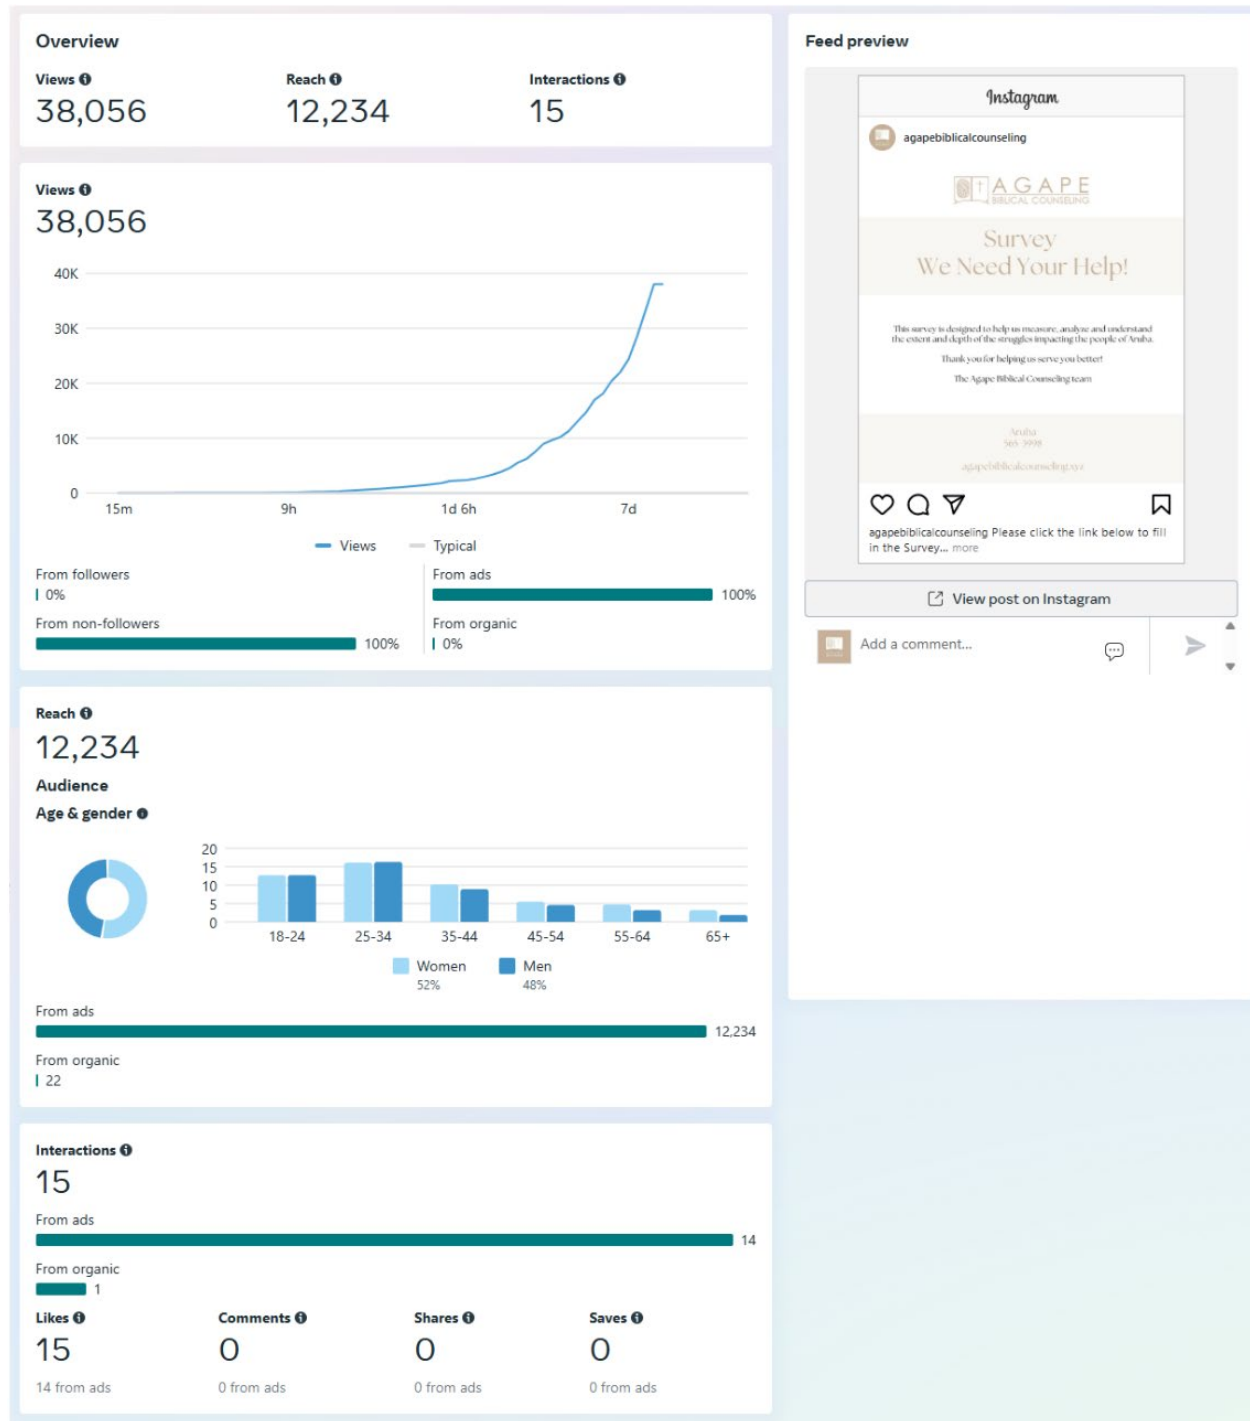 Overview
Views
38,056
Reach
12,234
Interactions
15
Views
38,056
40K
30K
20K
10K
0
15m 9h 1d 6h 7d
Views Typical
From followers
0%
From non-followers
100%
From ads
100%
From organic
0%
Reach
12,234
Audience
Age & gender
20
15
10
5
0
18-24 25-34 35-44 45-54 55-64 65+
Women
52%
Men
48%
From ads
12,234
From organic
22
Interactions
15
From ads
14
From organic
1
Likes
15
14 from ads
Comments
0
0 from ads
Shares
0
0 from ads
Saves
0
0 from ads
Feed preview
Instagram
agapebiblicalcounseling
AGAPE
BIBLICAL COUNSELING
Survey
We Need Your Help!
This survey is designed to help us measure, analyze and understand
the extent and depth of the struggles impacting the people of Aruba.
Thank you for helping us serve you better!
The Agape Biblical Counseling team
Aruba
565-3998
agapebiblicalcounseling.xyz
agapebiblicalcounseling Please click the link below to fill
in the Survey... more
View post on Instagram
Add a comment...